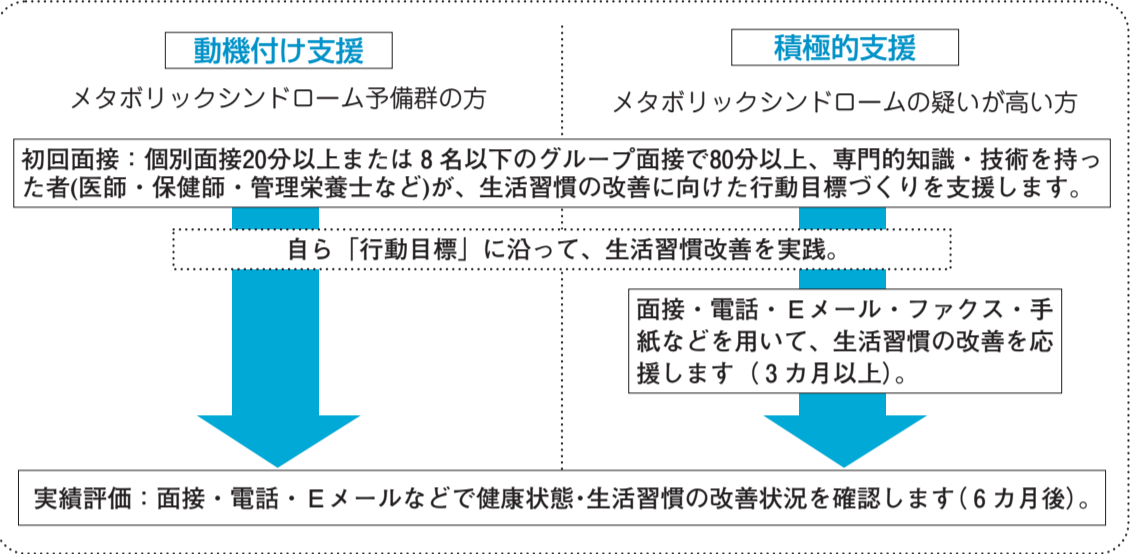 動機付け支援
メタボリックシンドローム予備群の方
積極的支援
メタボリックシンドロームの疑いが高い方
初回面接：個別面接20分以上または8名以下のグループ面接で80分以上、専門的知識・技術を持っ
た者(医師・保健師・管理栄養士など)が、生活習慣の改善に向けた行動目標づくりを支援します。
自ら「行動目標」に沿って、生活習慣改善を実践。
面接・電話・Eメール・ファクス・手
紙などを用いて、生活習慣の改善を応
援します（3カ月以上）。
実績評価：面接・電話・Eメールなどで健康状態・生活習慣の改善状況を確認します（6カ月後）。